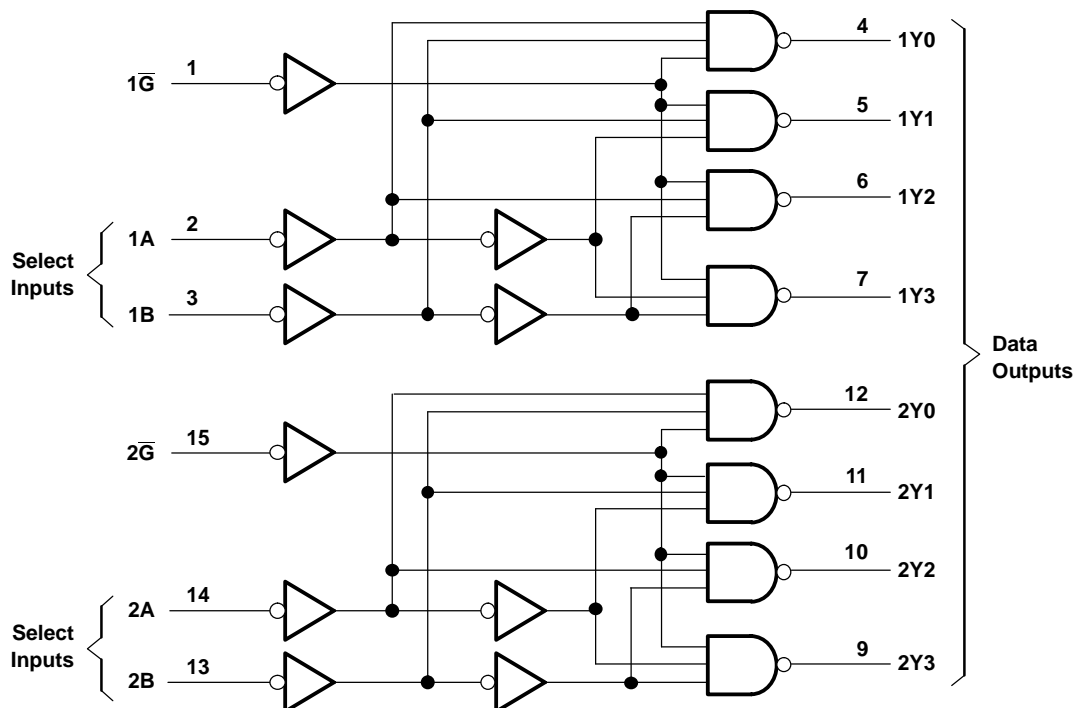 4
1Y0
1G̅ 1
5
1Y1
6
1Y2
1A 2
Select
Inputs
1B 3
7
1Y3
Data
Outputs
12
2Y0
2G̅ 15
11
2Y1
10
2Y2
2A 14
Select
Inputs
2B 13
9
2Y3